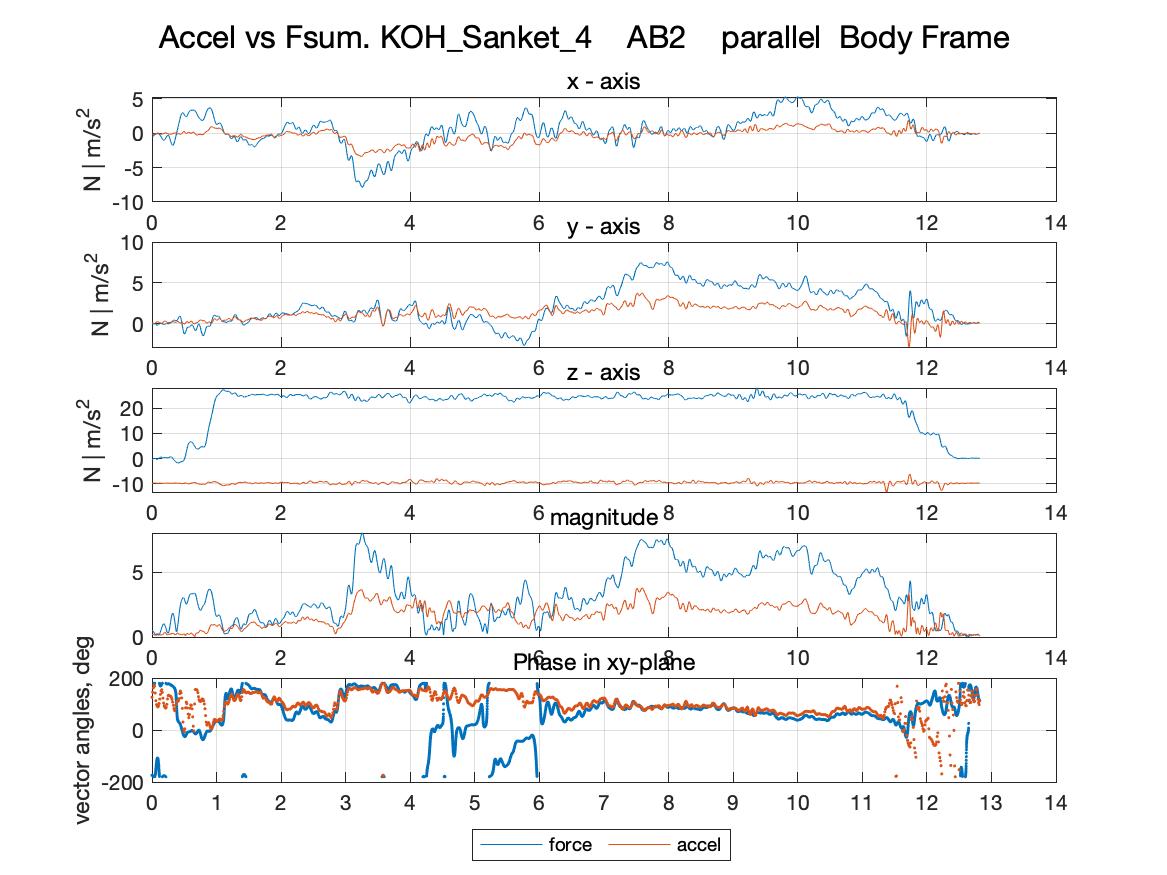 Accel vs Fsum. KOH_Sanket_4    AB2    parallel  Body Frame
x - axis
N | m/s²
5
0
-5
-10
0 2 4 6 8 10 12 14
y - axis
N | m/s²
10
5
0
0 2 4 6 8 10 12 14
z - axis
N | m/s²
20
10
0
-10
0 2 4 6 8 10 12 14
magnitude
5
0
0 2 4 6 8 10 12 14
Phase in xy-plane
vector angles, deg
200
0
-200
0 1 2 3 4 5 6 7 8 9 10 11 12 13 14
force accel